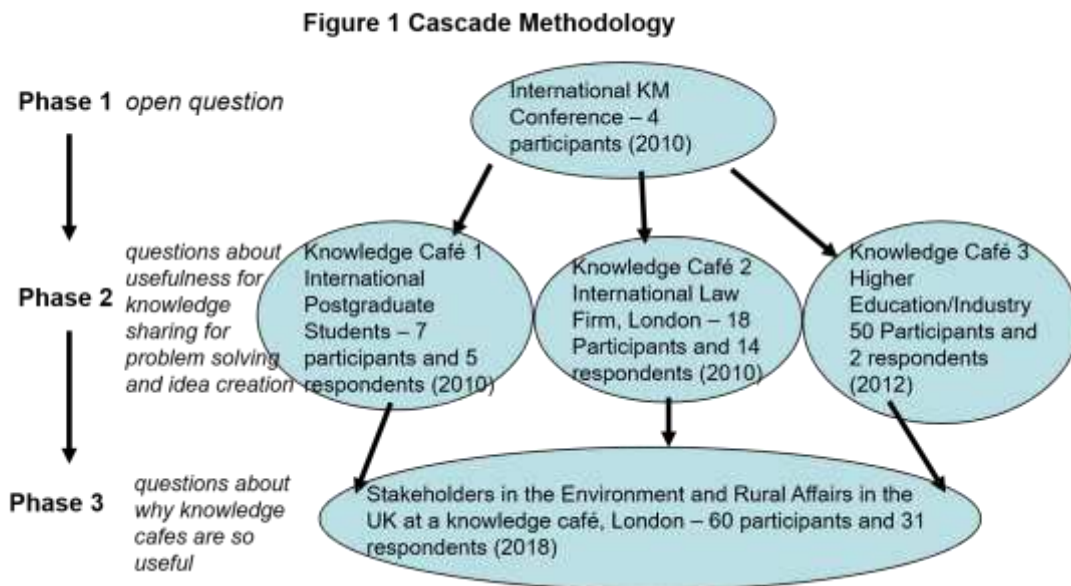 Figure 1 Cascade Methodology
Phase 1
open question
International KM
Conference – 4
participants (2010)
Phase 2
questions about
usefulness for
knowledge
sharing for
problem solving
and idea creation
Knowledge Café 1
International
Postgraduate
Students – 7
participants and 5
respondents (2010)
Knowledge Café 2
International Law
Firm, London – 18
Participants and 14
respondents (2010)
Knowledge Café 3
Higher
Education/Industry
50 Participants and
2 respondents
(2012)
Phase 3
questions about
why knowledge
cafes are so
useful
Stakeholders in the Environment and Rural Affairs in the
UK at a knowledge café, London – 60 participants and 31
respondents (2018)